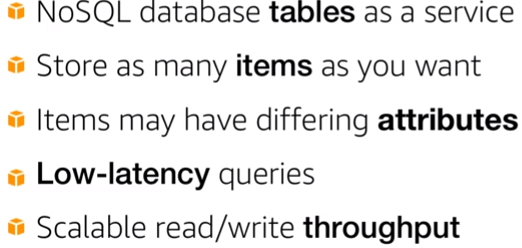 NoSQL database tables as a service
Store as many items as you want
Items may have differing attributes
Low-latency queries
Scalable read/write throughput